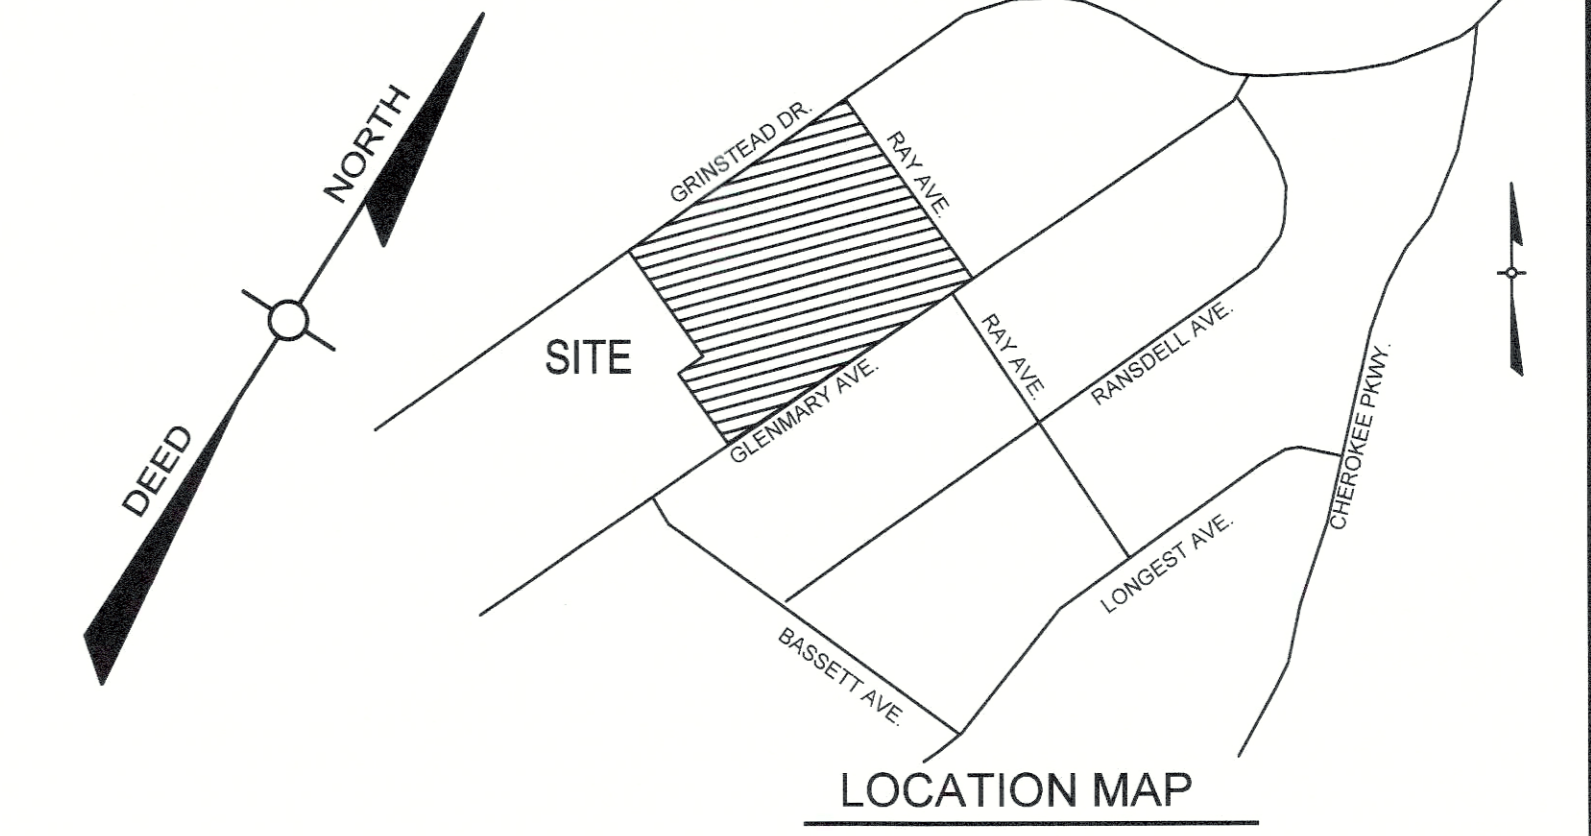 NORTH
DEED
GRINSTEAD DR.
RAY AVE.
SITE
RAY AVE.
GLENMARY AVE.
RANSDELL AVE.
CHEROKEE PKWY.
LONGEST AVE.
BASSETT AVE.
LOCATION MAP